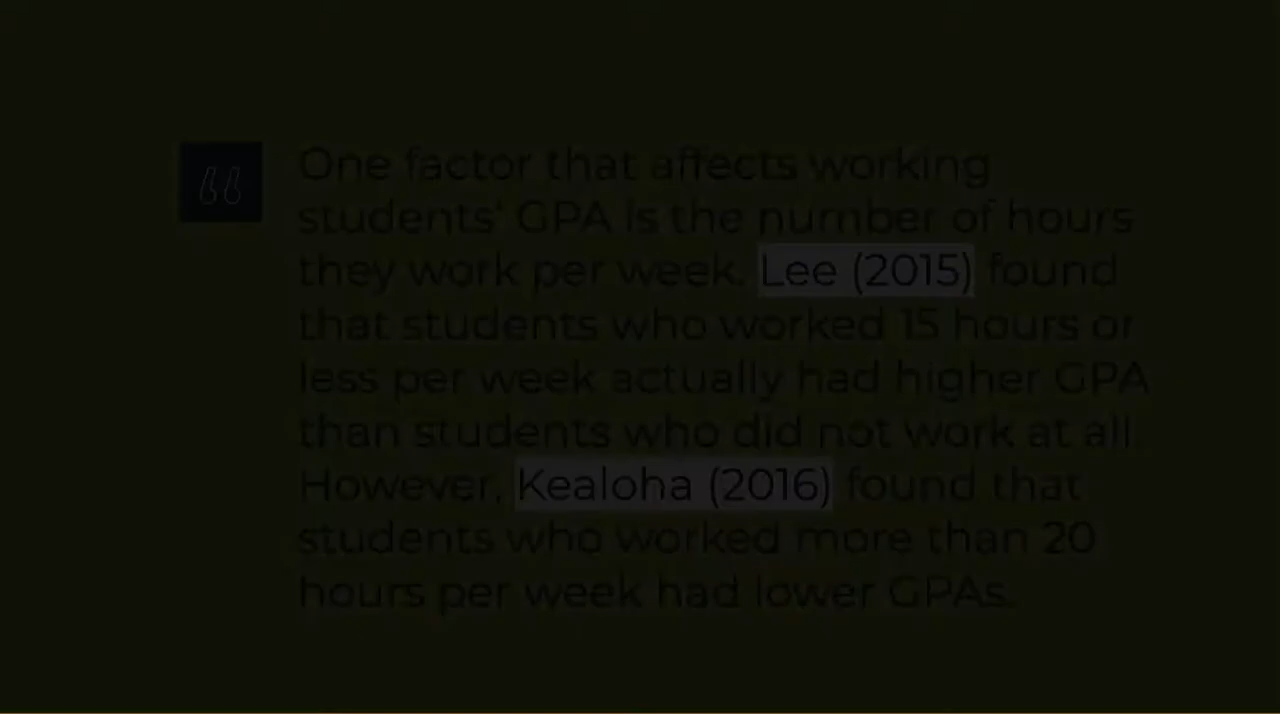 One factor that affects working
students' GPA is the number of hours
they work per week. Lee (2015) found
that students who worked 15 hours or
less per week actually had higher GPA
than students who did not work at all.
However, Kealoha (2016) found that
students who worked more than 20
hours per week had lower GPAs.